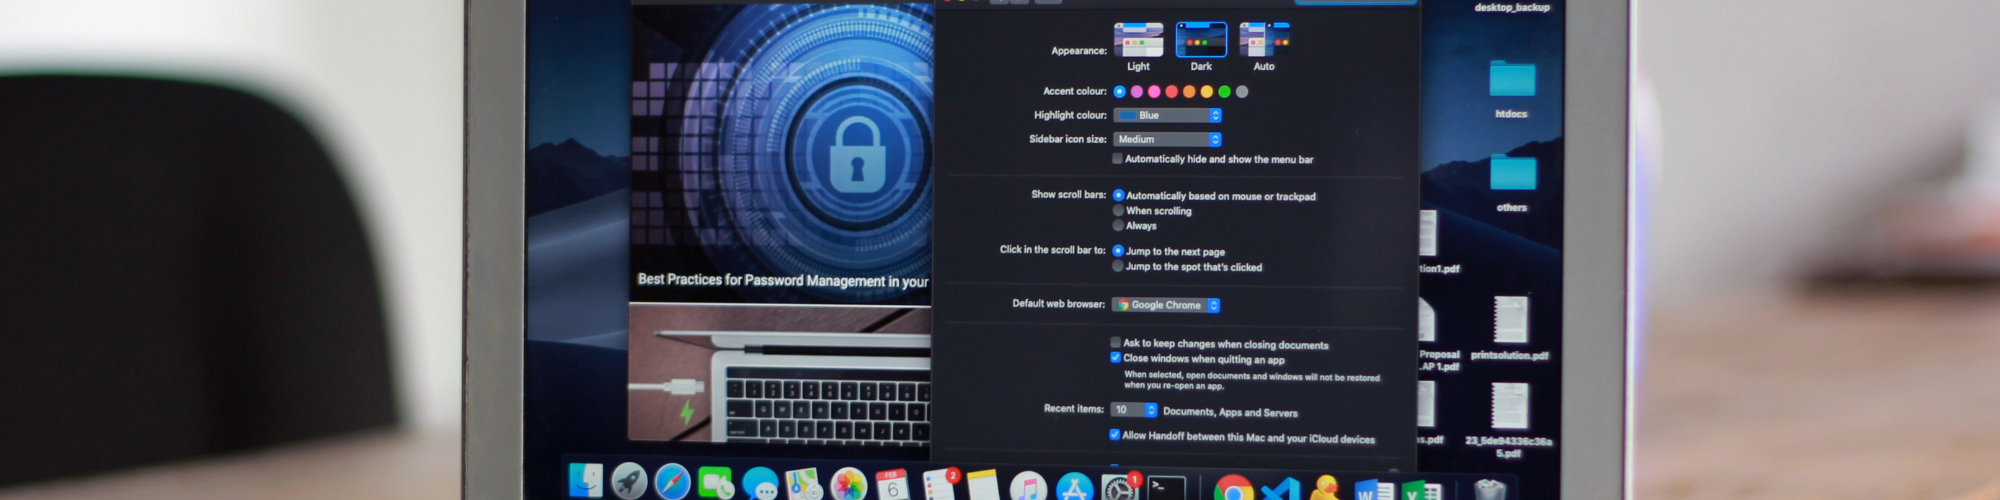 desktop_backup
Appearance:
Light
Dark
Auto
Accent colour:
Highlight colour:
Blue
Sidebar icon size:
Medium
Automatically hide and show the menu bar
Show scroll bars:
Automatically based on mouse or trackpad
When scrolling
Always
Click in the scroll bar to:
Jump to the next page
Jump to the spot that's clicked
Default web browser:
Google Chrome
Ask to keep changes when closing documents
Close windows when quitting an app
When selected, open documents and windows will not be restored
when you re-open an app.
Recent items:
10
Documents, Apps and Servers
Allow Handoff between this Mac and your iCloud devices
Best Practices for Password Management in your
htdocs
others
tion1.pdf
Proposal
.AP 1.pdf
printsolution.pdf
s.pdf
23_5de94336c36a
5.pdf
FEB
6
2
1